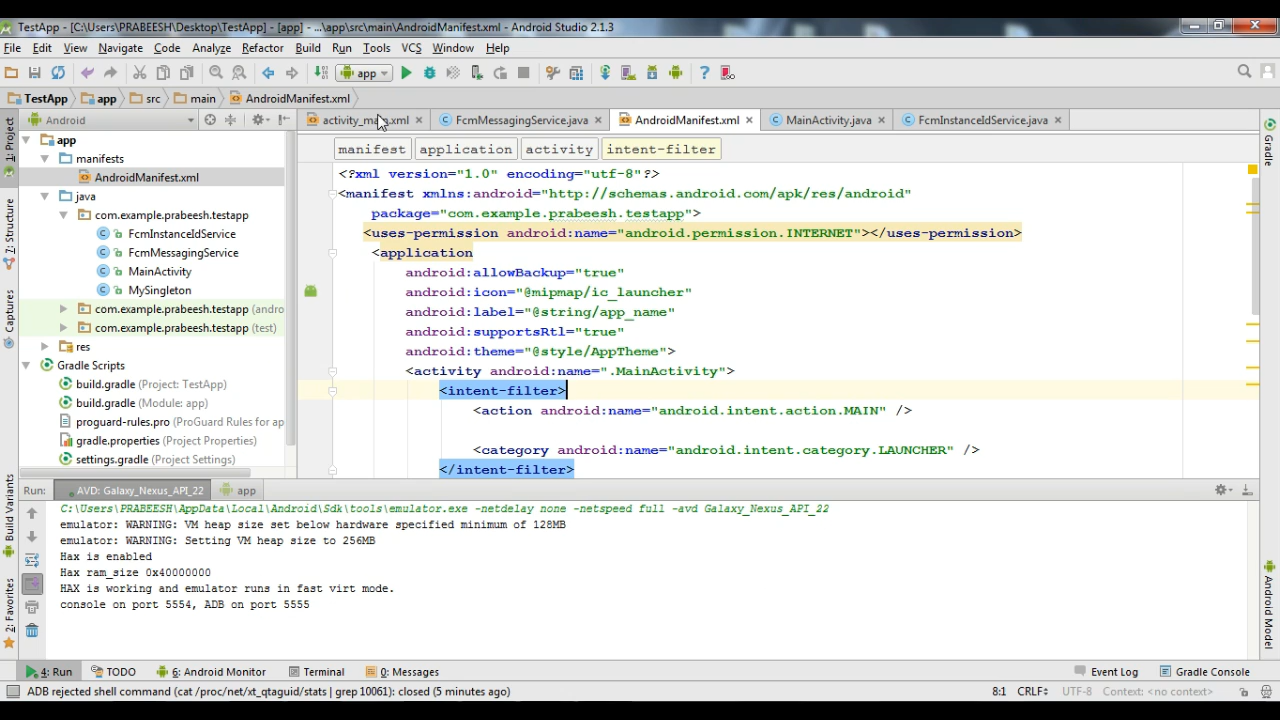 TestApp - [C:\Users\PRABEESH\Desktop\TestApp] - [app] - ...\app\src\main\AndroidManifest.xml - Android Studio 2.1.3
File Edit View Navigate Code Analyze Refactor Build Run Tools VCS Window Help
app
TestApp app src main AndroidManifest.xml
Android
activity_main.xml FcmMessagingService.java AndroidManifest.xml MainActivity.java FcmInstanceIdService.java
manifest application activity intent-filter
app
manifests
AndroidManifest.xml
java
com.example.prabeesh.testapp
FcmInstanceIdService
FcmMessagingService
MainActivity
MySingleton
com.example.prabeesh.testapp (andro
com.example.prabeesh.testapp (test)
res
Gradle Scripts
build.gradle (Project: TestApp)
build.gradle (Module: app)
proguard-rules.pro (ProGuard Rules for ap
gradle.properties (Project Properties)
settings.gradle (Project Settings)
<?xml version="1.0" encoding="utf-8"?>
<manifest xmlns:android="http://schemas.android.com/apk/res/android"
package="com.example.prabeesh.testapp">
<uses-permission android:name="android.permission.INTERNET"></uses-permission>
<application
android:allowBackup="true"
android:icon="@mipmap/ic_launcher"
android:label="@string/app_name"
android:supportsRtl="true"
android:theme="@style/AppTheme">
<activity android:name=".MainActivity">
<intent-filter>
<action android:name="android.intent.action.MAIN" />
<category android:name="android.intent.category.LAUNCHER" />
</intent-filter>
1: Project
7: Structure
Captures
Build Variants
2: Favorites
Gradle
Android Model
Run: AVD: Galaxy_Nexus_API_22 app
C:\Users\PRABEESH\AppData\Local\Android\Sdk\tools\emulator.exe -netdelay none -netspeed full -avd Galaxy_Nexus_API_22
emulator: WARNING: VM heap size set below hardware specified minimum of 128MB
emulator: WARNING: Setting VM heap size to 256MB
Hax is enabled
Hax ram_size 0x40000000
HAX is working and emulator runs in fast virt mode.
console on port 5554, ADB on port 5555
4: Run TODO 6: Android Monitor Terminal 0: Messages Event Log Gradle Console
ADB rejected shell command (cat /proc/net/xt_qtaguid/stats | grep 10061): closed (5 minutes ago) 8:1 CRLF UTF-8 Context: <no context>